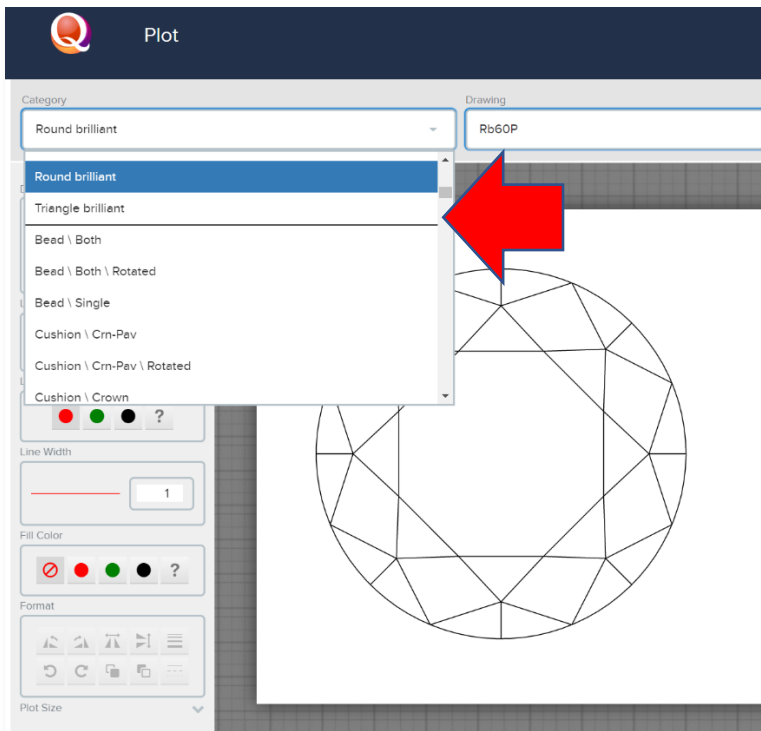 Q
Plot
Category
Drawing
Round brilliant
Rb60P
Round brilliant
Triangle brilliant
Bead \ Both
Bead \ Both \ Rotated
Bead \ Single
Cushion \ Crn-Pav
Cushion \ Crn-Pav \ Rotated
Cushion \ Crown
?
Line Width
1
Fill Color
?
Format
Plot Size